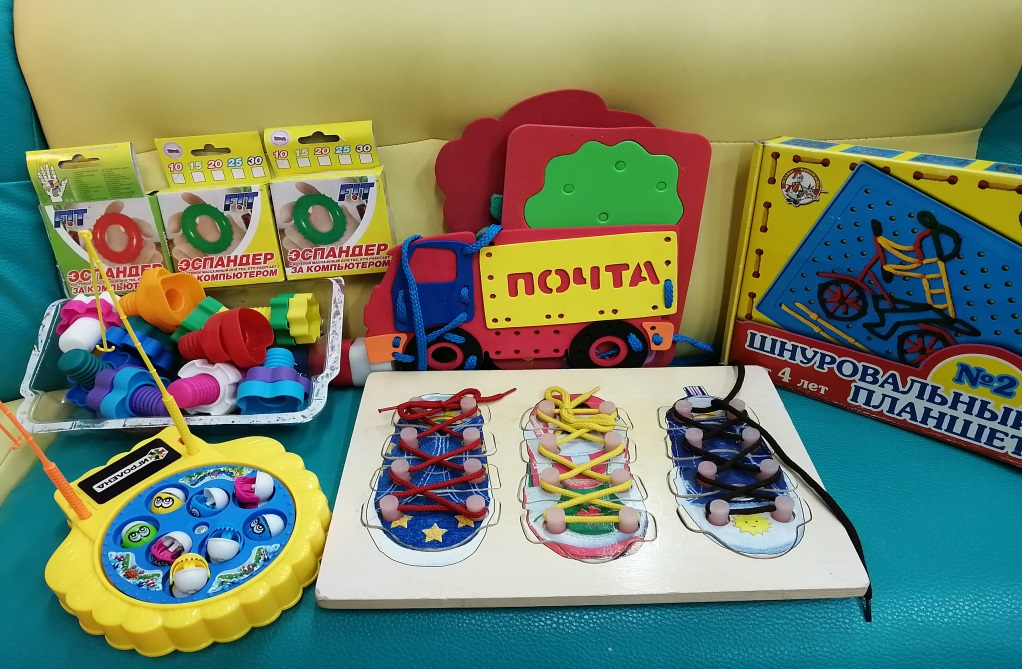 FIT
ЭСПАНДЕР
ЗА КОМПЬЮТЕРОМ
10 15 20 25 30
FIT
ЭСПАНДЕР
ЗА КОМПЬЮТЕРОМ
10 15 20 25 30
FIT
ЭСПАНДЕР
ЗА КОМПЬЮТЕРОМ
ПОЧТА
№2
ШНУРОВАЛЬНЫЙ
ПЛАНШЕТ
4 лет
ИГРОЛЕНА